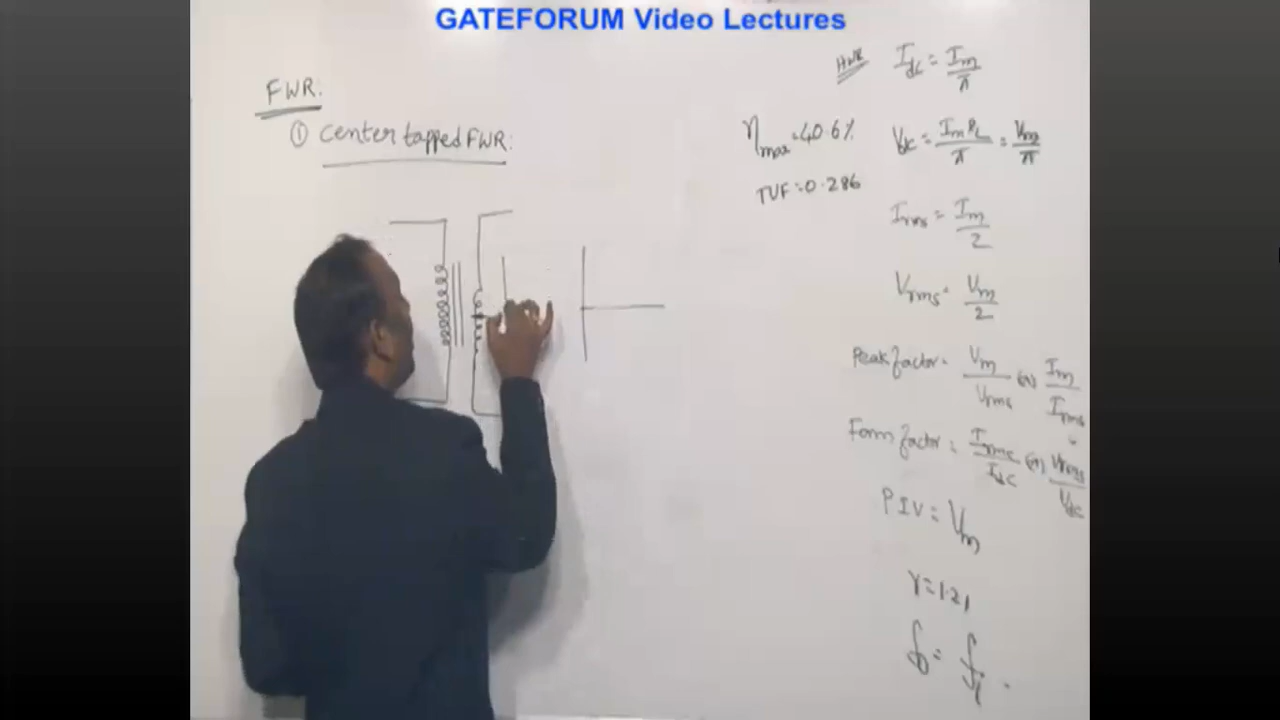 GATEFORUM Video Lectures
FWR:
① Center tapped FWR:
HWR
Idc = Im/π
ηmax = 40.6%
Vdc = ImRL/π = Vm/π
TUF = 0.286
Irms = Im/2
Vrms = Vm/2
Peak factor = Vm/Vrms (or) Im/Irms
Form factor = Irms/Idc (or) Vrms/Vdc
PIV = Vm
γ = 1.21
f0 = fi